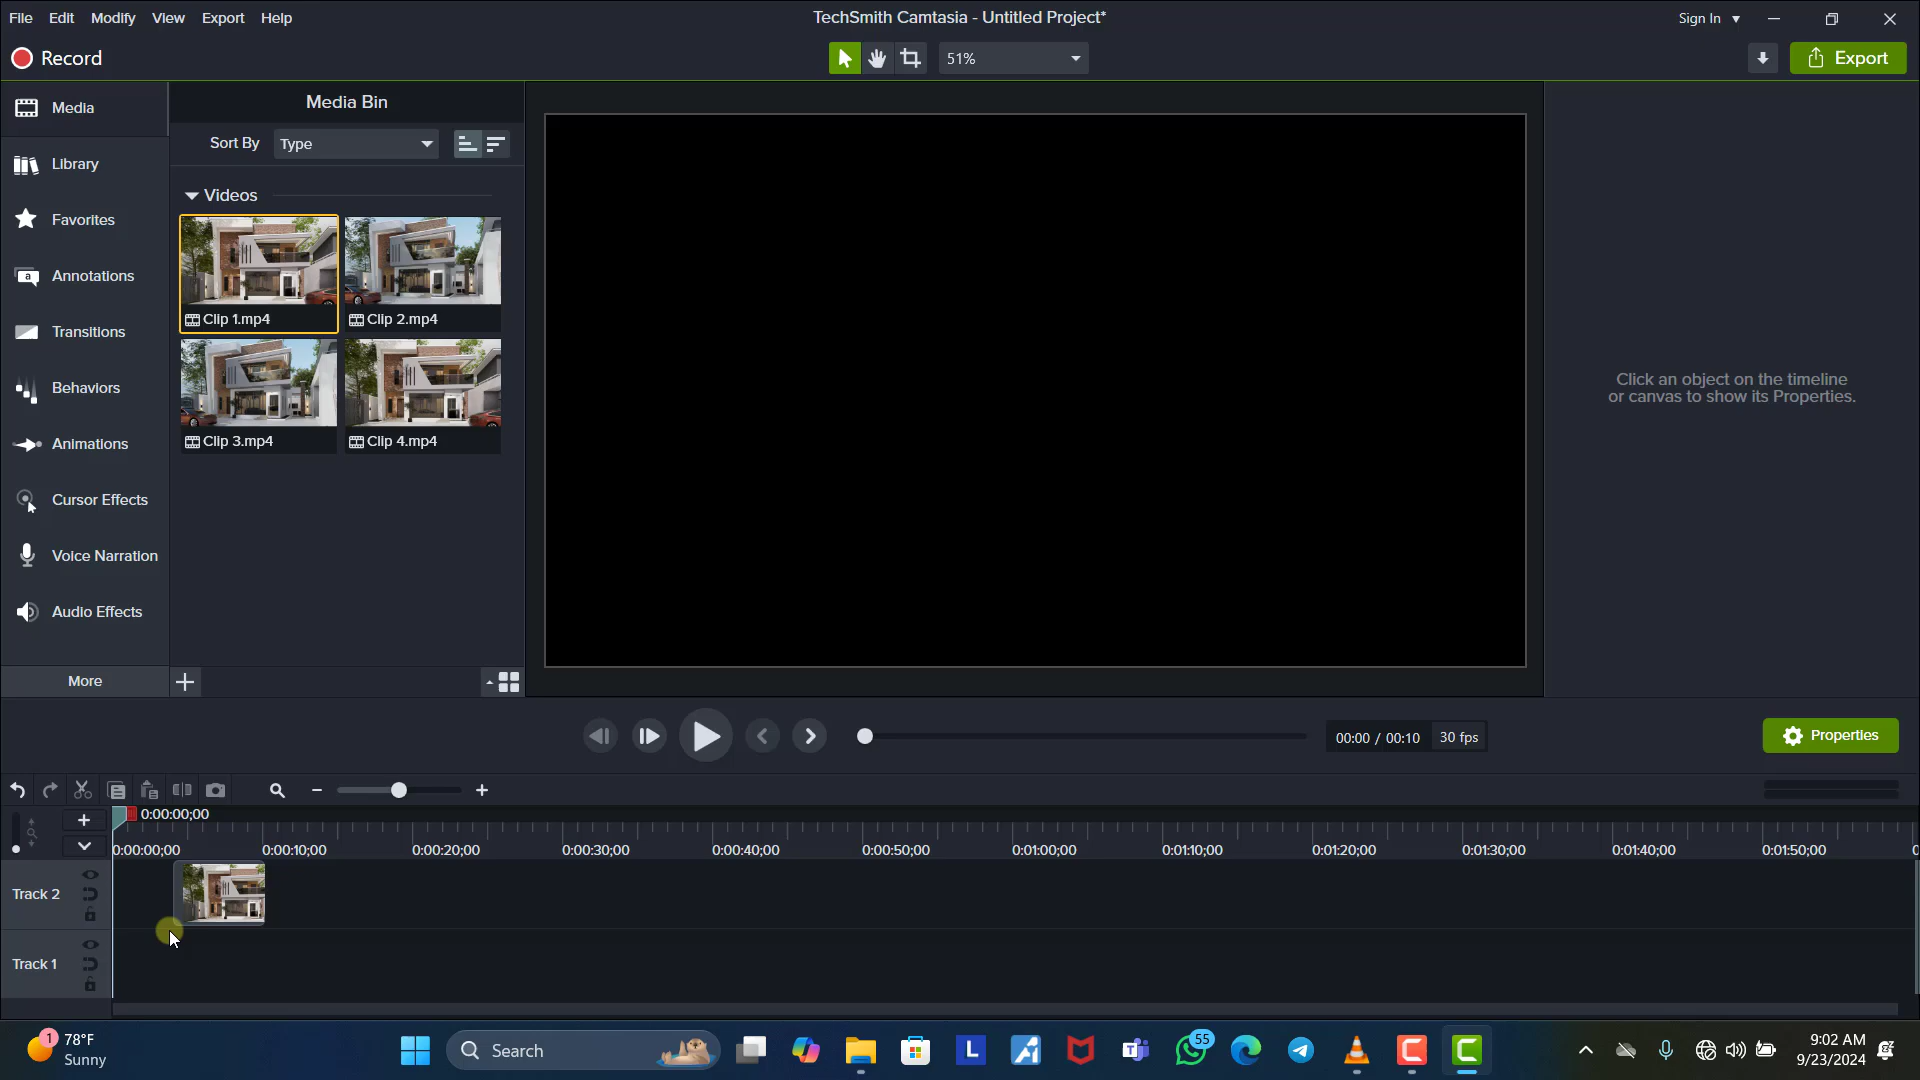 File Edit Modify View Export Help
TechSmith Camtasia - Untitled Project*
Sign In
Record
51%
Export
Media
Media Bin
Sort By
Type
Library
Videos
Favorites
Clip 1.mp4
Clip 2.mp4
Annotations
Transitions
Click an object on the timeline
or canvas to show its Properties.
Behaviors
Clip 3.mp4
Clip 4.mp4
Animations
Cursor Effects
Voice Narration
Audio Effects
More
00:00 / 00:10
30 fps
Properties
0:00:00;00
0:00:00;00 0:00:10;00 0:00:20;00 0:00:30;00 0:00:40;00 0:00:50;00 0:01:00;00 0:01:10;00 0:01:20;00 0:01:30;00 0:01:40;00 0:01:50;00
Track 2
Track 1
1
78°F
Sunny
Search
L
55
9:02 AM
9/23/2024